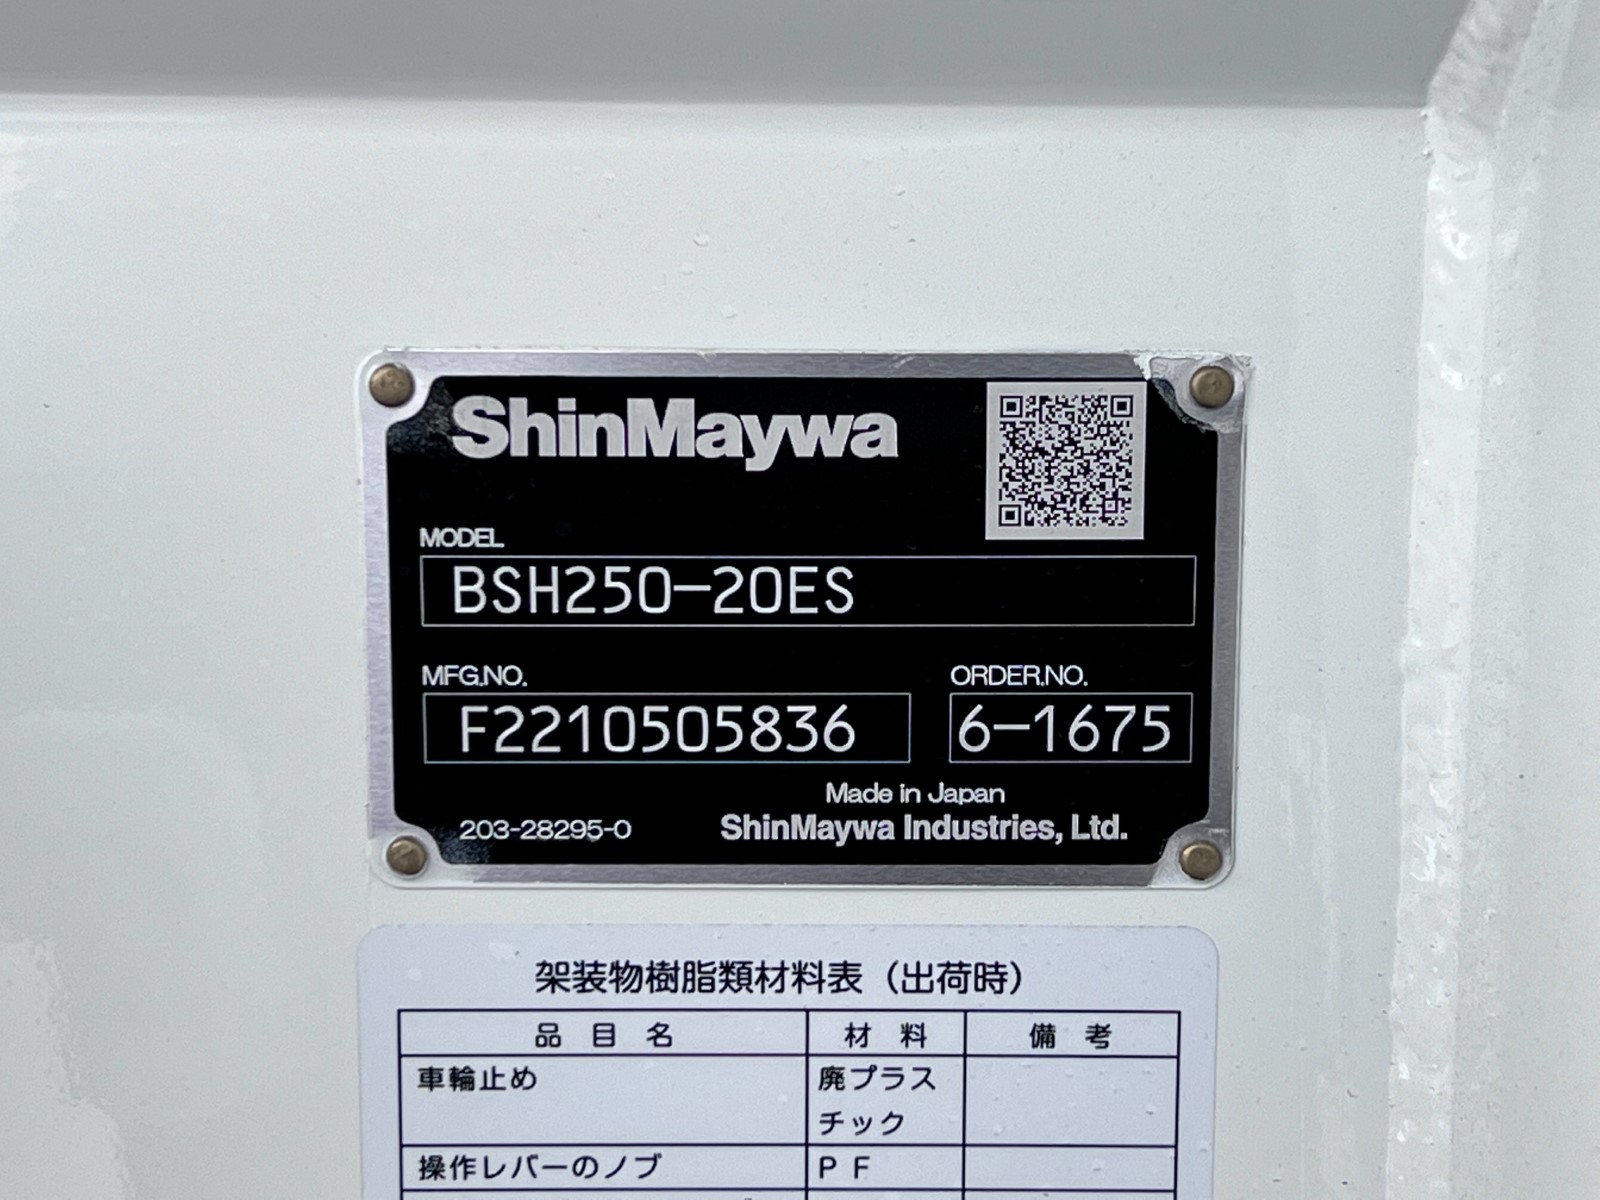 ShinMaywa
MODEL
BSH250-20ES
MFG.NO. ORDER.NO.
F2210505836 6-1675
Made in Japan
203-28295-0 ShinMaywa Industries, Ltd.
架装物樹脂類材料表（出荷時）
品 目 名 材 料 備 考
車輪止め 廃プラス
チック
操作レバーのノブ P F